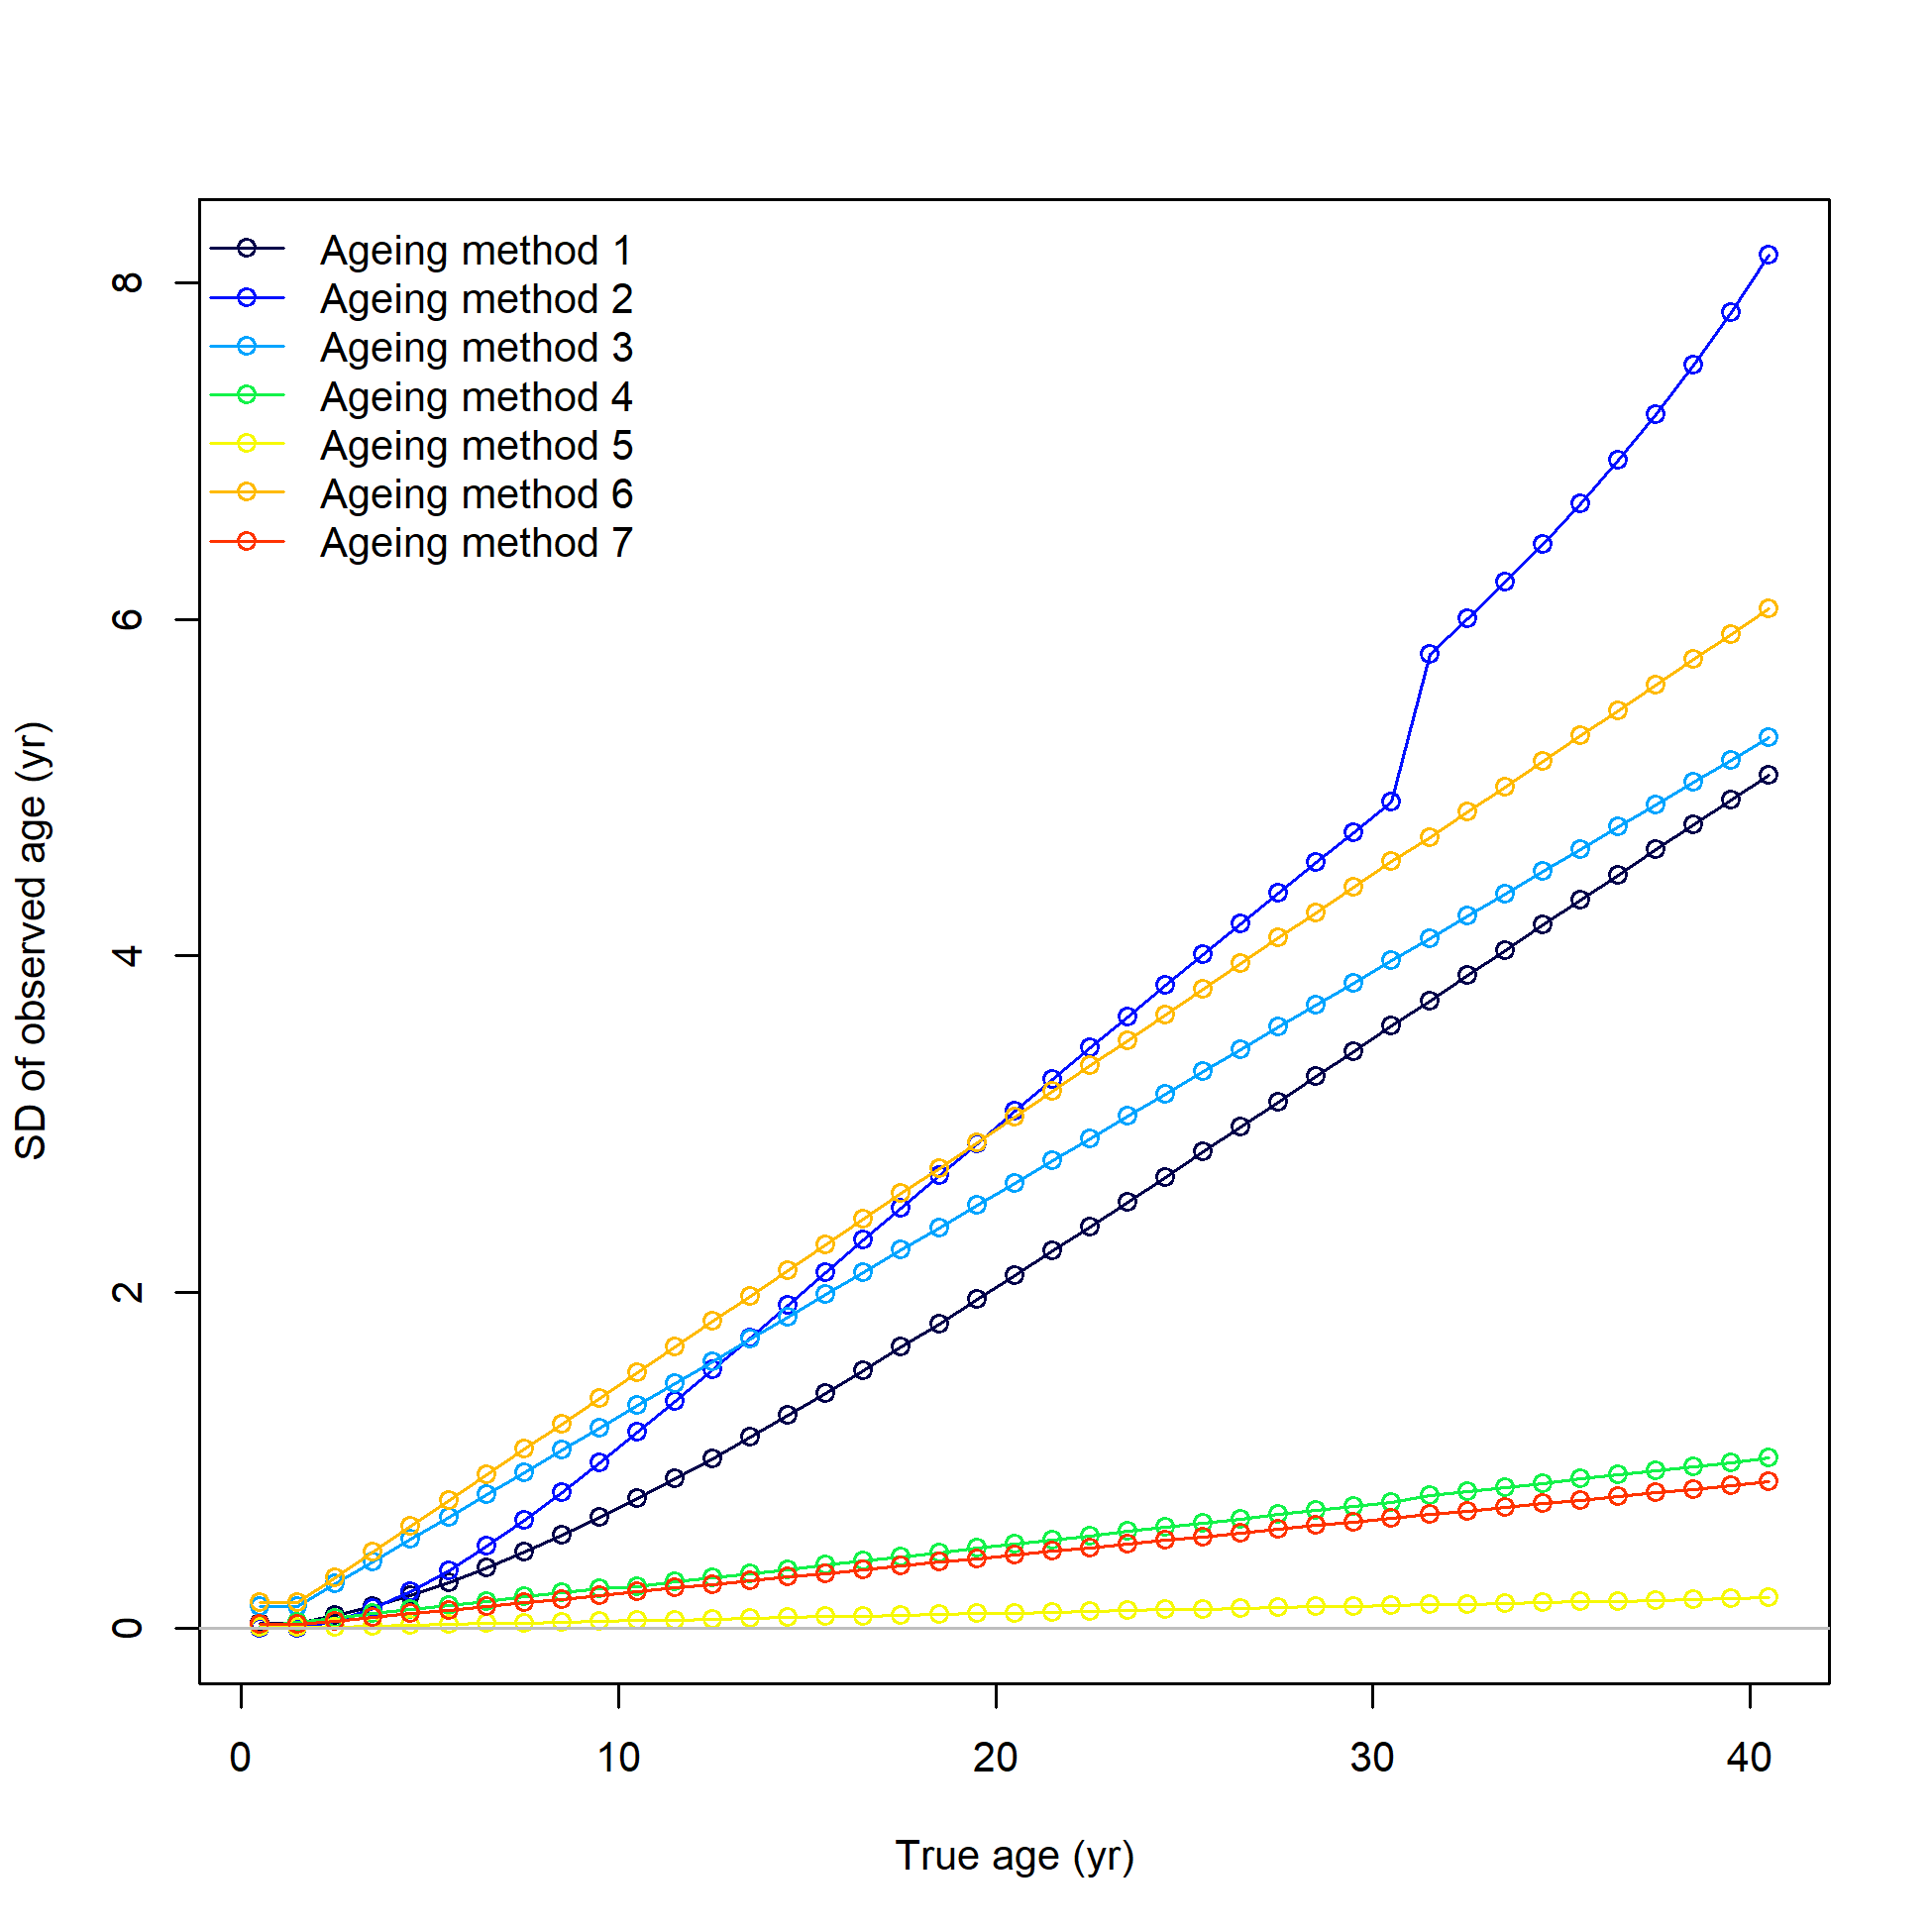 Ageing method 1
Ageing method 2
Ageing method 3
Ageing method 4
Ageing method 5
Ageing method 6
Ageing method 7
SD of observed age (yr)
8
6
4
2
0
0 10 20 30 40
True age (yr)